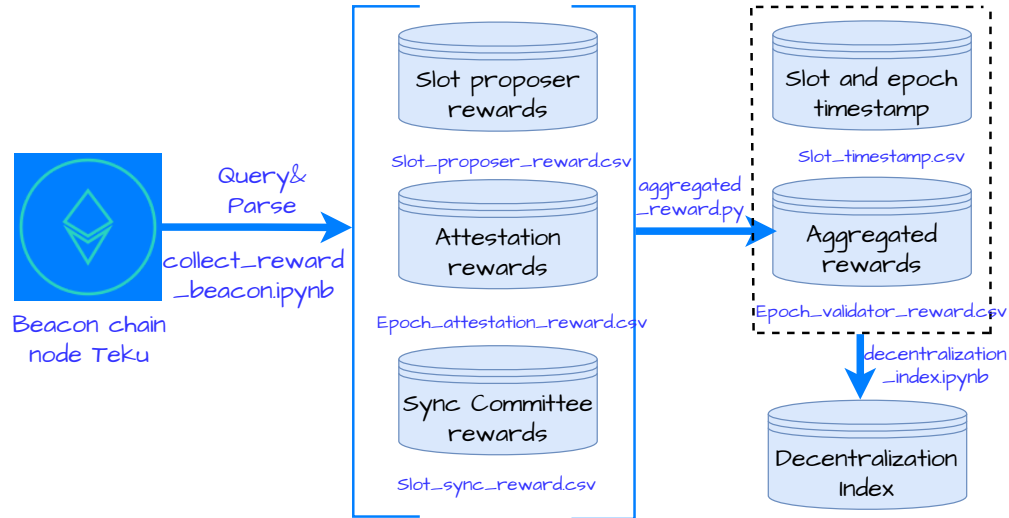 Beacon chain
node Teku
Query&
Parse
collect_reward
_beacon.ipynb
Slot proposer
rewards
Slot_proposer_reward.csv
Attestation
rewards
Epoch_attestation_reward.csv
Sync Committee
rewards
Slot_sync_reward.csv
aggregated
_reward.py
Slot and epoch
timestamp
Slot_timestamp.csv
Aggregated
rewards
Epoch_validator_reward.csv
decentralization
_index.ipynb
Decentralization
Index